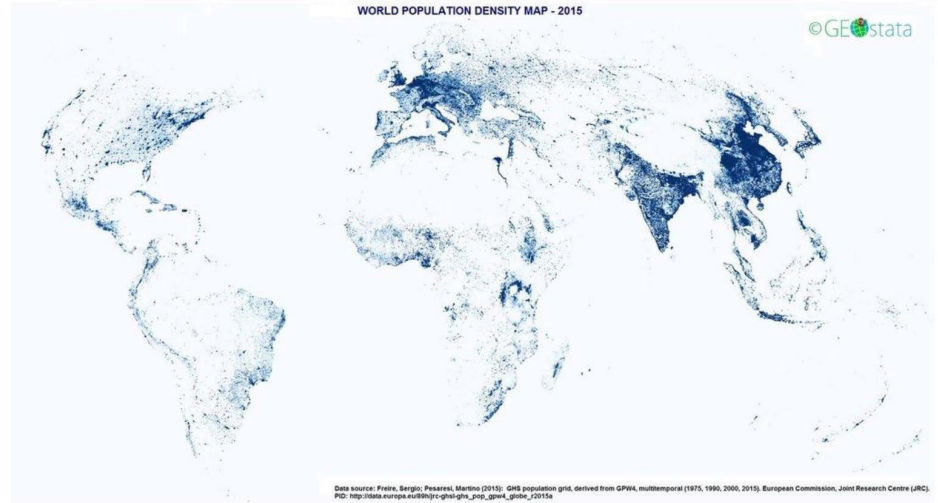 WORLD POPULATION DENSITY MAP - 2015
©GEOstata
Data source: Freire, Sergio; Pesaresi, Martino (2015): GHS population grid, derived from GPW4, multitemporal (1975, 1990, 2000, 2015). European Commission, Joint Research Centre (JRC).
PID: http://data.europa.eu/89h/jrc-ghsl-ghs_pop_gpw4_globe_r2015a